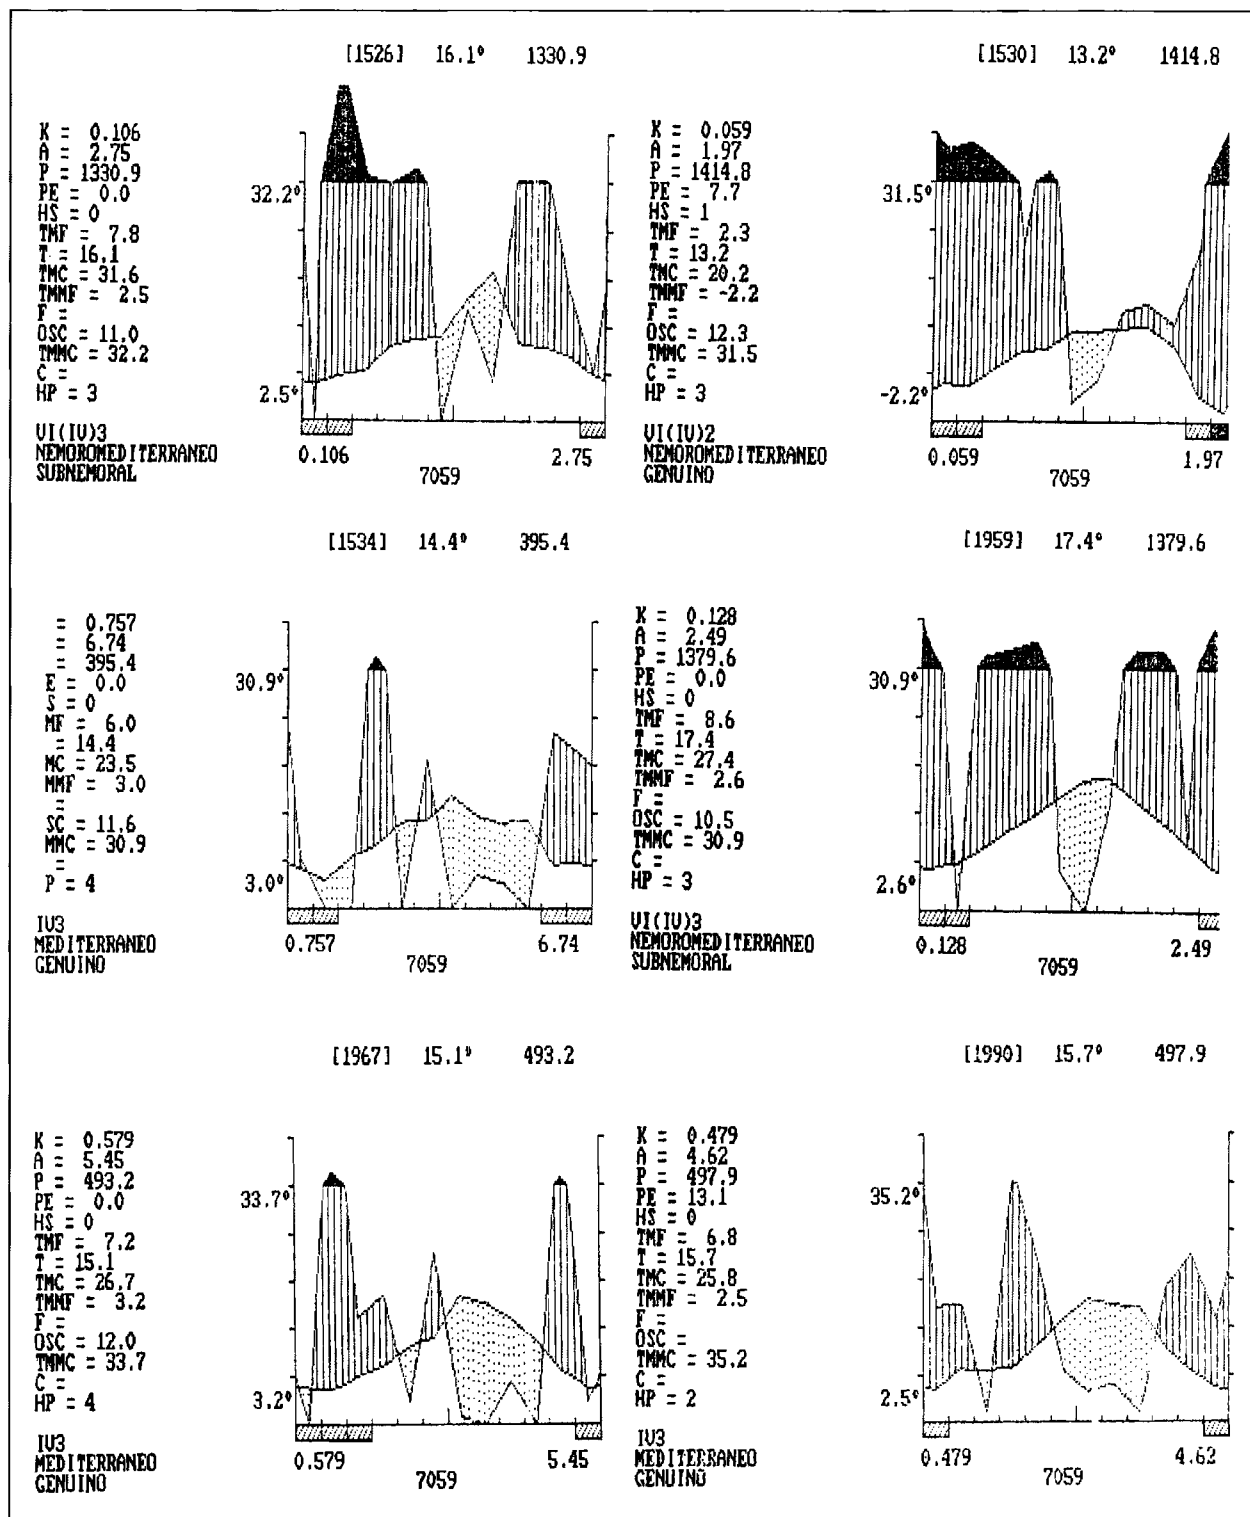 [1526] 16.1° 1330.9
K = 0.106
A = 2.75
P = 1330.9
PE = 0.0
HS = 0
TMF = 7.8
T = 16.1
TMC = 31.6
TMMF = 2.5
F =
OSC = 11.0
TMMC = 32.2
C =
HP = 3
32.2°
2.5°
VI(IV)3
NEMOROMEDITERRANEO
SUBNEMORAL
0.106 2.75
7059
[1530] 13.2° 1414.8
K = 0.059
A = 1.97
P = 1414.8
PE = 7.7
HS = 1
TMF = 2.3
T = 13.2
TMC = 20.2
TMMF = -2.2
F =
OSC = 12.3
TMMC = 31.5
C =
HP = 3
31.5°
-2.2°
VI(IV)2
NEMOROMEDITERRANEO
GENUINO
0.059 1.97
7059
[1534] 14.4° 395.4
= 0.757
= 6.74
= 395.4
E = 0.0
S = 0
MF = 6.0
= 14.4
MC = 23.5
MMF = 3.0
=
SC = 11.6
MMC = 30.9
=
P = 4
30.9°
3.0°
IV3
MEDITERRANEO
GENUINO
0.757 6.74
7059
[1959] 17.4° 1379.6
K = 0.128
A = 2.49
P = 1379.6
PE = 0.0
HS = 0
TMF = 8.6
T = 17.4
TMC = 27.4
TMMF = 2.6
F =
OSC = 10.5
TMMC = 30.9
C =
HP = 3
30.9°
2.6°
VI(IV)3
NEMOROMEDITERRANEO
SUBNEMORAL
0.128 2.49
7059
[1967] 15.1° 493.2
K = 0.579
A = 5.45
P = 493.2
PE = 0.0
HS = 0
TMF = 7.2
T = 15.1
TMC = 26.7
TMMF = 3.2
F =
OSC = 12.0
TMMC = 33.7
C =
HP = 4
33.7°
3.2°
IV3
MEDITERRANEO
GENUINO
0.579 5.45
7059
[1990] 15.7° 497.9
K = 0.479
A = 4.62
P = 497.9
PE = 13.1
HS = 0
TMF = 6.8
T = 15.7
TMC = 25.8
TMMF = 2.5
F =
OSC =
TMMC = 35.2
C =
HP = 2
35.2°
2.5°
IV3
MEDITERRANEO
GENUINO
0.479 4.62
7059